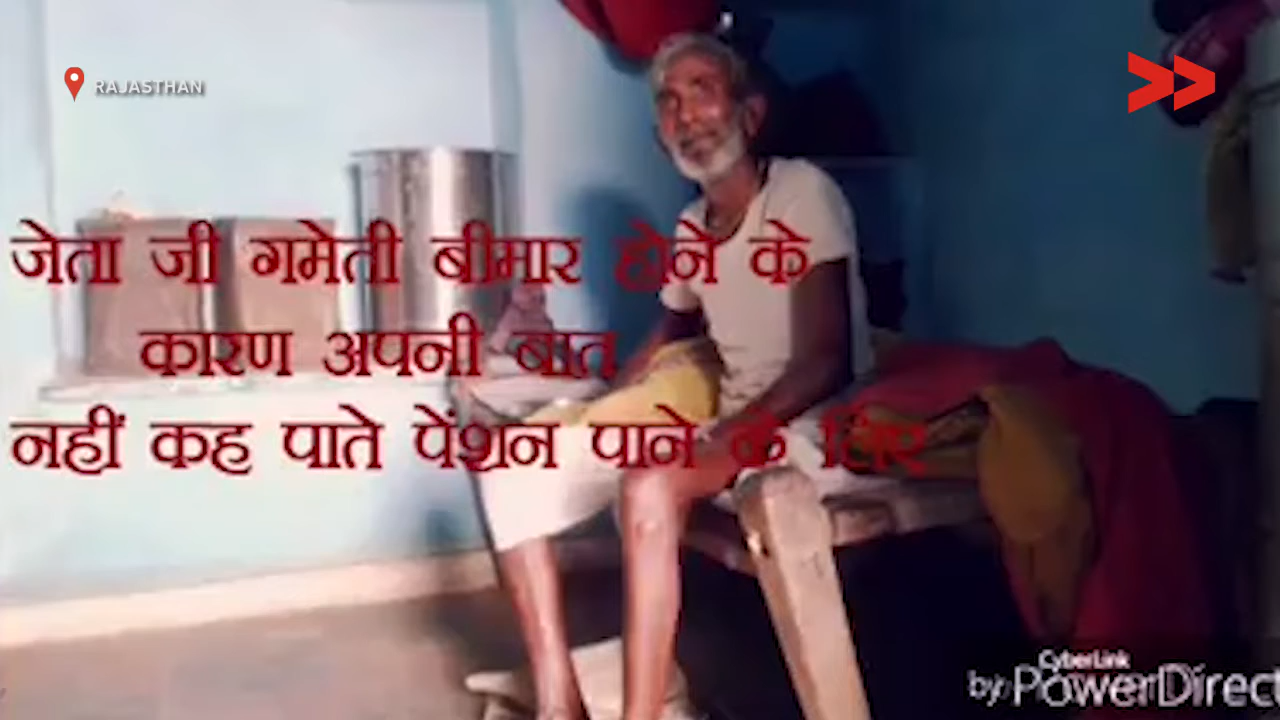 RAJASTHAN
जेता जी गमेती बीमार होने के
कारण अपनी बात
नहीं कह पाते पेंशन पाने के लिए
CyberLink
by PowerDirect